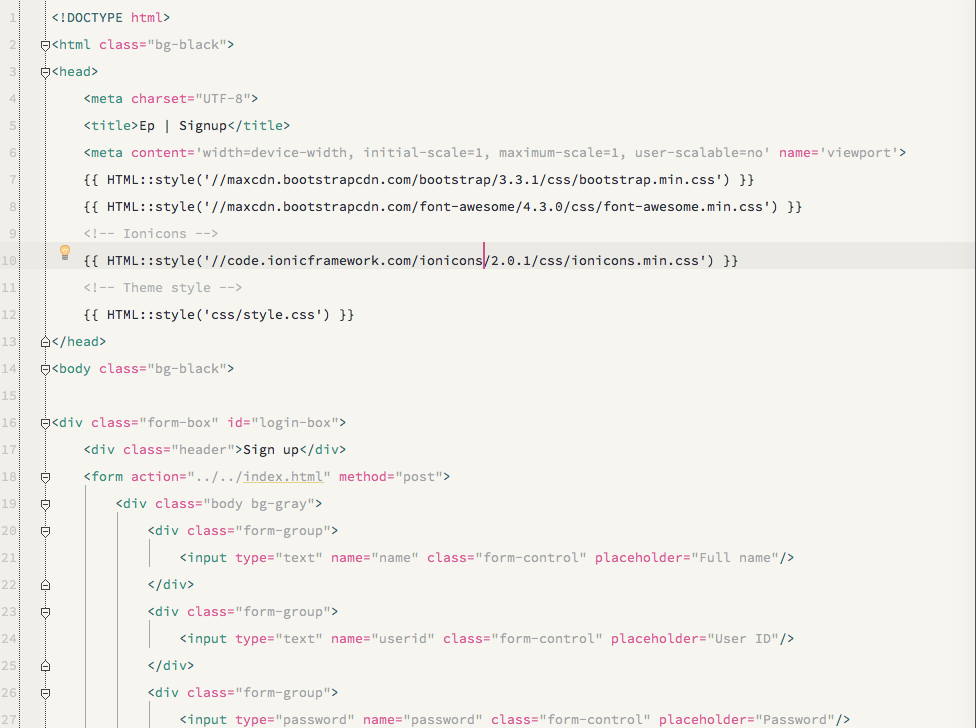 1 <!DOCTYPE html>
2 <html class="bg-black">
3 <head>
4 <meta charset="UTF-8">
5 <title>Ep | Signup</title>
6 <meta content='width=device-width, initial-scale=1, maximum-scale=1, user-scalable=no' name='viewport'>
7 {{ HTML::style('//maxcdn.bootstrapcdn.com/bootstrap/3.3.1/css/bootstrap.min.css') }}
8 {{ HTML::style('//maxcdn.bootstrapcdn.com/font-awesome/4.3.0/css/font-awesome.min.css') }}
9 <!-- Ionicons -->
10 {{ HTML::style('//code.ionicframework.com/ionicons/2.0.1/css/ionicons.min.css') }}
11 <!-- Theme style -->
12 {{ HTML::style('css/style.css') }}
13 </head>
14 <body class="bg-black">
15
16 <div class="form-box" id="login-box">
17 <div class="header">Sign up</div>
18 <form action="../../index.html" method="post">
19 <div class="body bg-gray">
20 <div class="form-group">
21 <input type="text" name="name" class="form-control" placeholder="Full name"/>
22 </div>
23 <div class="form-group">
24 <input type="text" name="userid" class="form-control" placeholder="User ID"/>
25 </div>
26 <div class="form-group">
27 <input type="password" name="password" class="form-control" placeholder="Password"/>